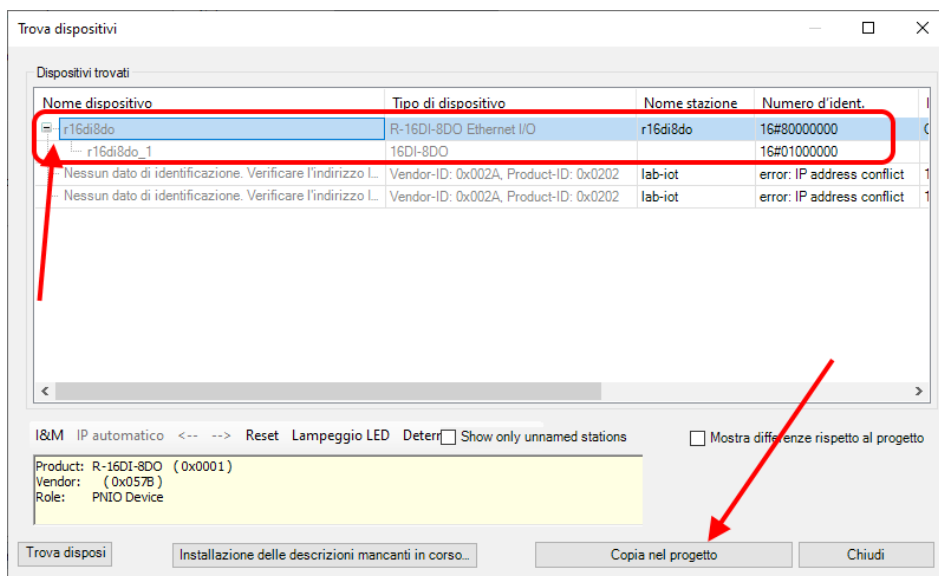 Trova dispositivi
Dispositivi trovati
Nome dispositivo Tipo di dispositivo Nome stazione Numero d'ident. I
r16di8do R-16DI-8DO Ethernet I/O r16di8do 16#80000000
r16di8do_1 16DI-8DO 16#01000000
Nessun dato di identificazione. Verificare l'indirizzo I... Vendor-ID: 0x002A, Product-ID: 0x0202 lab-iot error: IP address conflict 1
Nessun dato di identificazione. Verificare l'indirizzo I... Vendor-ID: 0x002A, Product-ID: 0x0202 lab-iot error: IP address conflict 1
I&M IP automatico <-- --> Reset Lampeggio LED Deterr Show only unnamed stations Mostra differenze rispetto al progetto
Product: R-16DI-8DO (0x0001)
Vendor: (0x057B)
Role: PNIO Device
Trova disposi Installazione delle descrizioni mancanti in corso... Copia nel progetto Chiudi